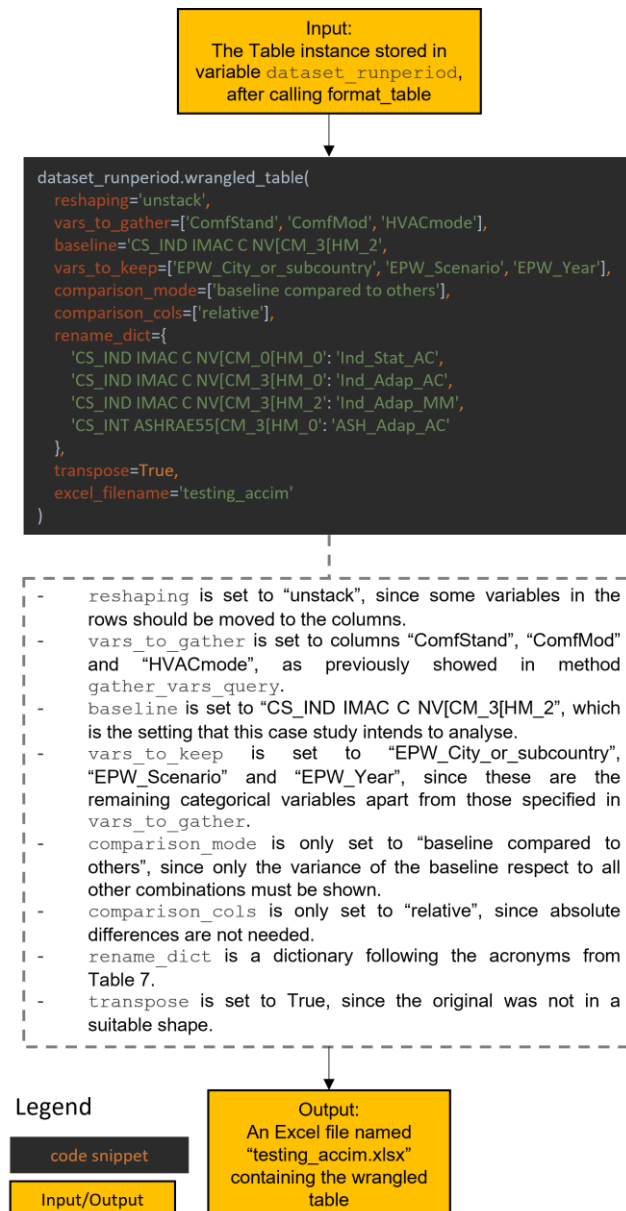 Input:
The Table instance stored in
variable dataset_runperiod,
after calling format_table
dataset_runperiod.wrangled_table(
reshaping='unstack',
vars_to_gather=['ComfStand', 'ComfMod', 'HVACmode'],
baseline='CS_IND IMAC C NV[CM_3[HM_2',
vars_to_keep=['EPW_City_or_subcountry', 'EPW_Scenario', 'EPW_Year'],
comparison_mode=['baseline compared to others'],
comparison_cols=['relative'],
rename_dict={
'CS_IND IMAC C NV[CM_0[HM_0': 'Ind_Stat_AC',
'CS_IND IMAC C NV[CM_3[HM_0': 'Ind_Adap_AC',
'CS_IND IMAC C NV[CM_3[HM_2': 'Ind_Adap_MM',
'CS_INT ASHRAE55[CM_3[HM_0': 'ASH_Adap_AC'
},
transpose=True,
excel_filename='testing_accim'
)
- reshaping is set to “unstack”, since some variables in the
rows should be moved to the columns.
- vars_to_gather is set to columns “ComfStand”, “ComfMod”
and “HVACmode”, as previously showed in method
gather_vars_query.
- baseline is set to “CS_IND IMAC C NV[CM_3[HM_2”, which
is the setting that this case study intends to analyse.
- vars_to_keep is set to “EPW_City_or_subcountry”,
“EPW_Scenario” and “EPW_Year”, since these are the
remaining categorical variables apart from those specified in
vars_to_gather.
- comparison_mode is only set to “baseline compared to
others”, since only the variance of the baseline respect to all
other combinations must be shown.
- comparison_cols is only set to “relative”, since absolute
differences are not needed.
- rename_dict is a dictionary following the acronyms from
Table 7.
- transpose is set to True, since the original was not in a
suitable shape.
Legend
code snippet
Input/Output
Output:
An Excel file named
“testing_accim.xlsx”
containing the wrangled
table